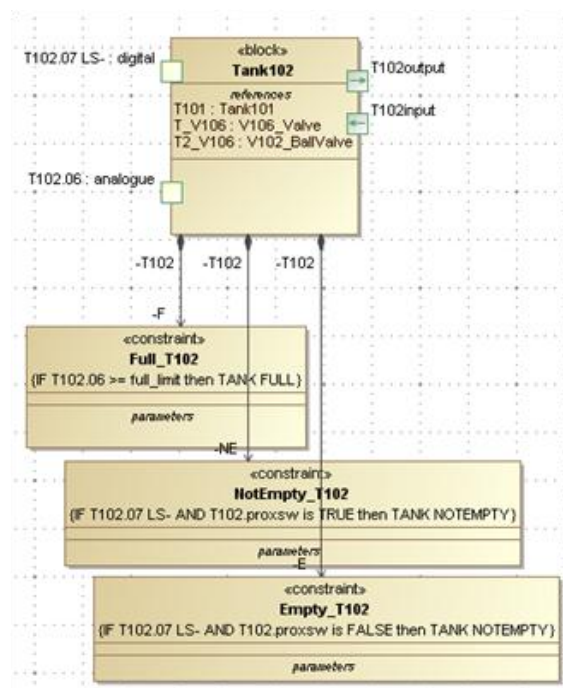 T102.07 LS- : digital
«block»
Tank102
T102output
references
T101 : Tank101
T102input
T_V106 : V106_Valve
T2_V106 : V102_BallValve
T102.06 : analogue
-T102
-T102
-T102
-F
«constraint»
Full_T102
{IF T102.06 >= full_limit then TANK FULL}
parameters
-NE
«constraint»
NotEmpty_T102
{IF T102.07 LS- AND T102.proxsw is TRUE then TANK NOTEMPTY}
parameters
-E
«constraint»
Empty_T102
{IF T102.07 LS- AND T102.proxsw is FALSE then TANK NOTEMPTY}
parameters